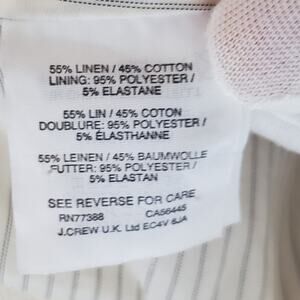 55% LINEN / 45% COTTON
LINING: 95% POLYESTER /
5% ELASTANE
55% LIN / 45% COTON
DOUBLURE: 95% POLYESTER /
5% ÉLASTHANNE
55% LEINEN / 45% BAUMWOLLE
FUTTER: 95% POLYESTER /
5% ELASTAN
SEE REVERSE FOR CARE
RN77388 CA56445
J.CREW U.K. Ltd EC4V 6JA